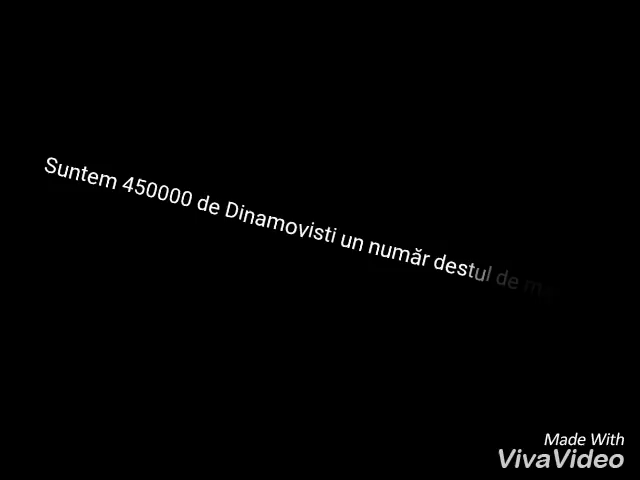 Suntem 450000 de Dinamovisti un număr destul de
Made With
VivaVideo